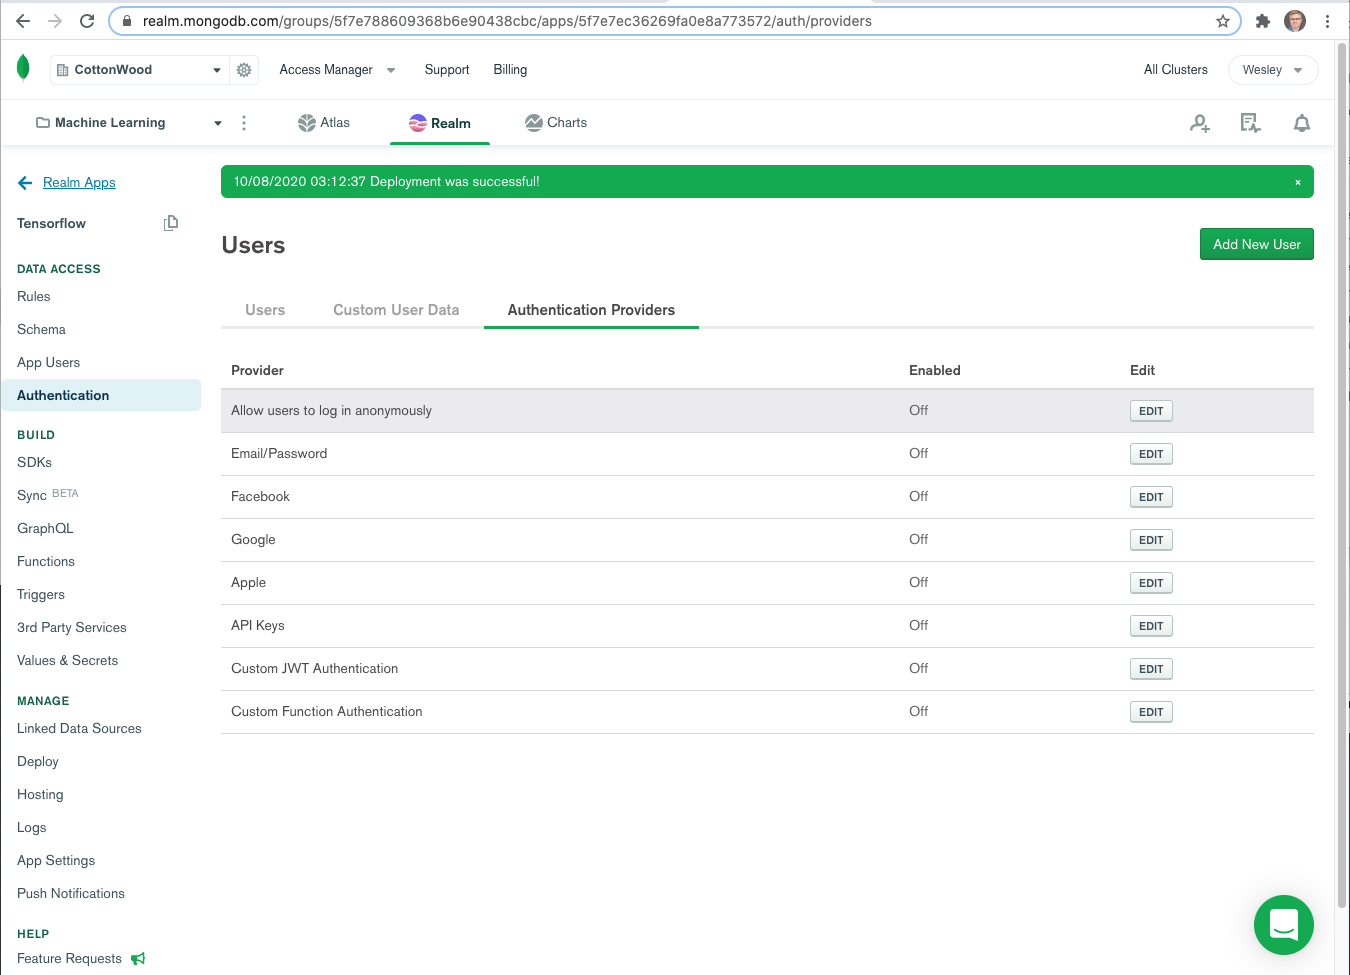 realm.mongodb.com/groups/5f7e788609368b6e90438cbc/apps/5f7e7ec36269fa0e8a773572/auth/providers
CottonWood
Access Manager
Support
Billing
All Clusters
Wesley
Machine Learning
Atlas
Realm
Charts
Realm Apps
Tensorflow
DATA ACCESS
Rules
Schema
App Users
Authentication
BUILD
SDKs
Sync BETA
GraphQL
Functions
Triggers
3rd Party Services
Values & Secrets
MANAGE
Linked Data Sources
Deploy
Hosting
Logs
App Settings
Push Notifications
HELP
Feature Requests
10/08/2020 03:12:37 Deployment was successful! ×
Users
Add New User
Users Custom User Data Authentication Providers
Provider Enabled Edit
Allow users to log in anonymously Off EDIT
Email/Password Off EDIT
Facebook Off EDIT
Google Off EDIT
Apple Off EDIT
API Keys Off EDIT
Custom JWT Authentication Off EDIT
Custom Function Authentication Off EDIT